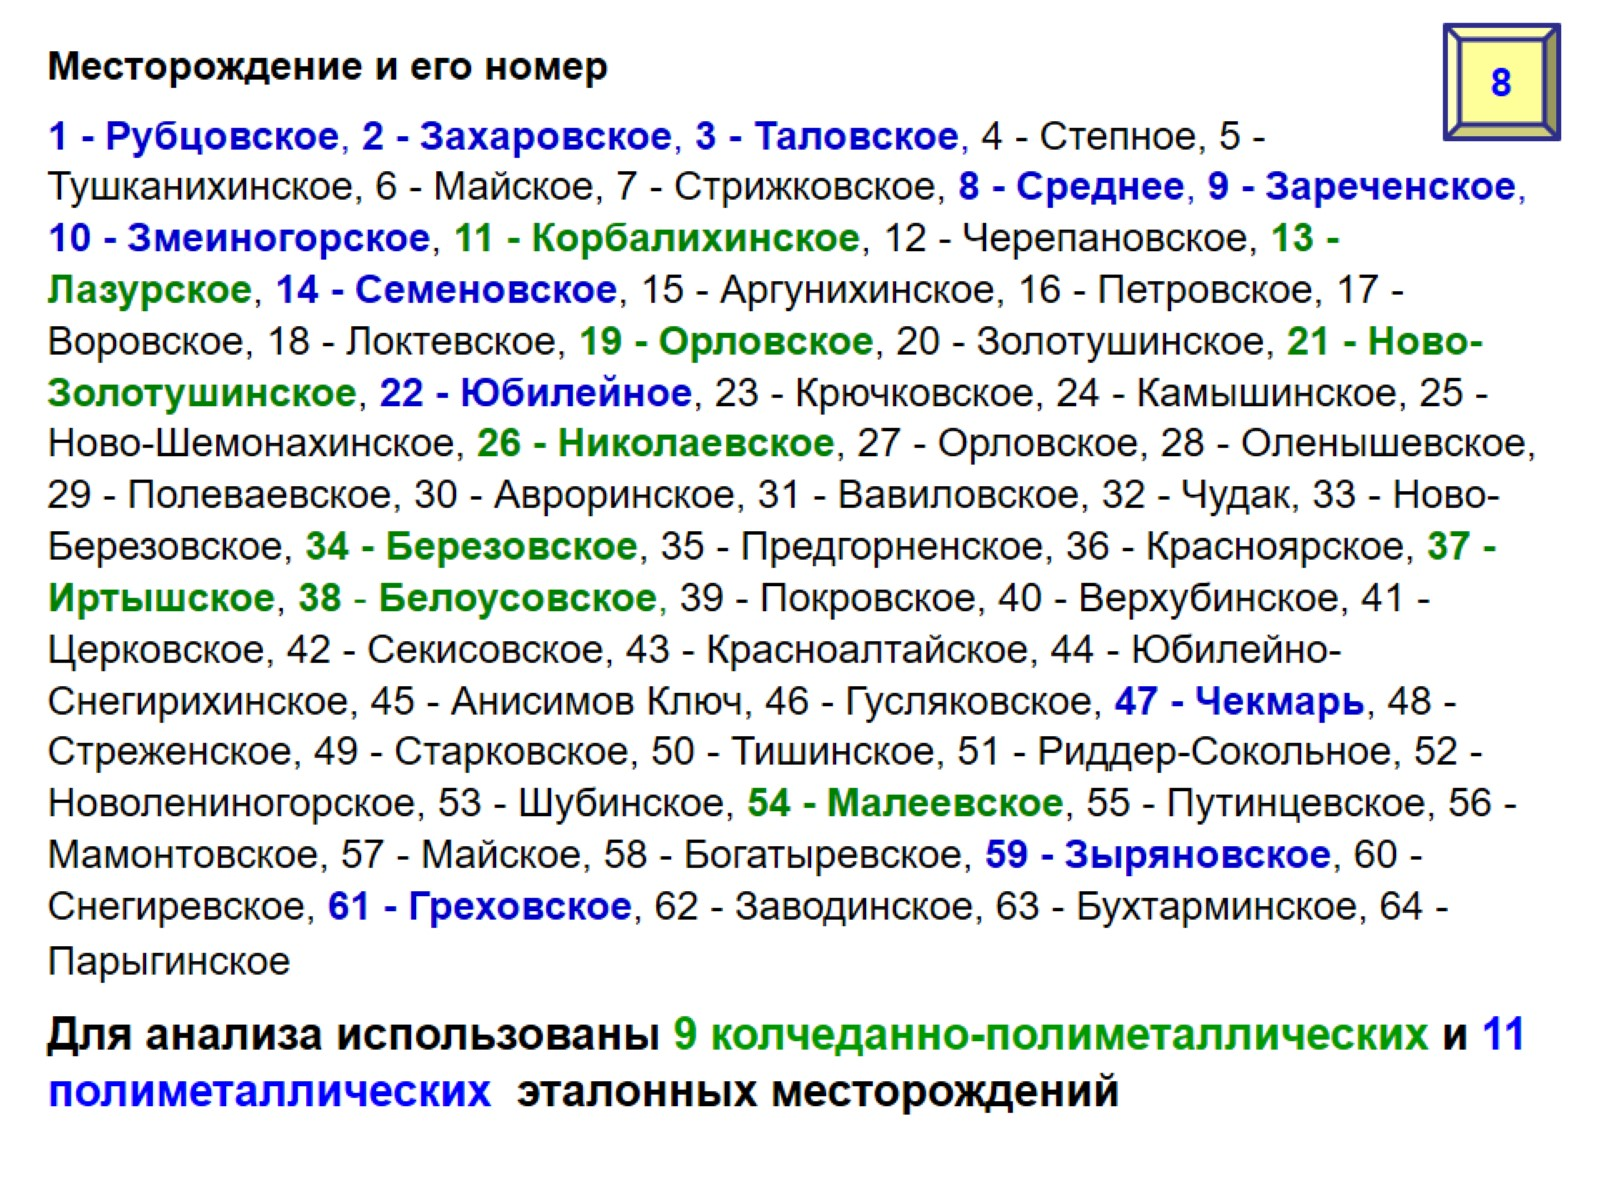 Месторождение и его номер
8
1 - Рубцовское, 2 - Захаровское, 3 - Таловское, 4 - Степное, 5 -
Тушканихинское, 6 - Майское, 7 - Стрижковское, 8 - Среднее, 9 - Зареченское,
10 - Змеиногорское, 11 - Корбалихинское, 12 - Черепановское, 13 -
Лазурское, 14 - Семеновское, 15 - Аргунихинское, 16 - Петровское, 17 -
Воровское, 18 - Локтевское, 19 - Орловское, 20 - Золотушинское, 21 - Ново-
Золотушинское, 22 - Юбилейное, 23 - Крючковское, 24 - Камышинское, 25 -
Ново-Шемонахинское, 26 - Николаевское, 27 - Орловское, 28 - Оленышевское,
29 - Полеваевское, 30 - Авроринское, 31 - Вавиловское, 32 - Чудак, 33 - Ново-
Березовское, 34 - Березовское, 35 - Предгорненское, 36 - Красноярское, 37 -
Иртышское, 38 - Белоусовское, 39 - Покровское, 40 - Верхубинское, 41 -
Церковское, 42 - Секисовское, 43 - Красноалтайское, 44 - Юбилейно-
Снегирихинское, 45 - Анисимов Ключ, 46 - Гусляковское, 47 - Чекмарь, 48 -
Стреженское, 49 - Старковское, 50 - Тишинское, 51 - Риддер-Сокольное, 52 -
Новолениногорское, 53 - Шубинское, 54 - Малеевское, 55 - Путинцевское, 56 -
Мамонтовское, 57 - Майское, 58 - Богатыревское, 59 - Зыряновское, 60 -
Снегиревское, 61 - Греховское, 62 - Заводинское, 63 - Бухтарминское, 64 -
Парыгинское
Для анализа использованы 9 колчеданно-полиметаллических и 11
полиметаллических эталонных месторождений